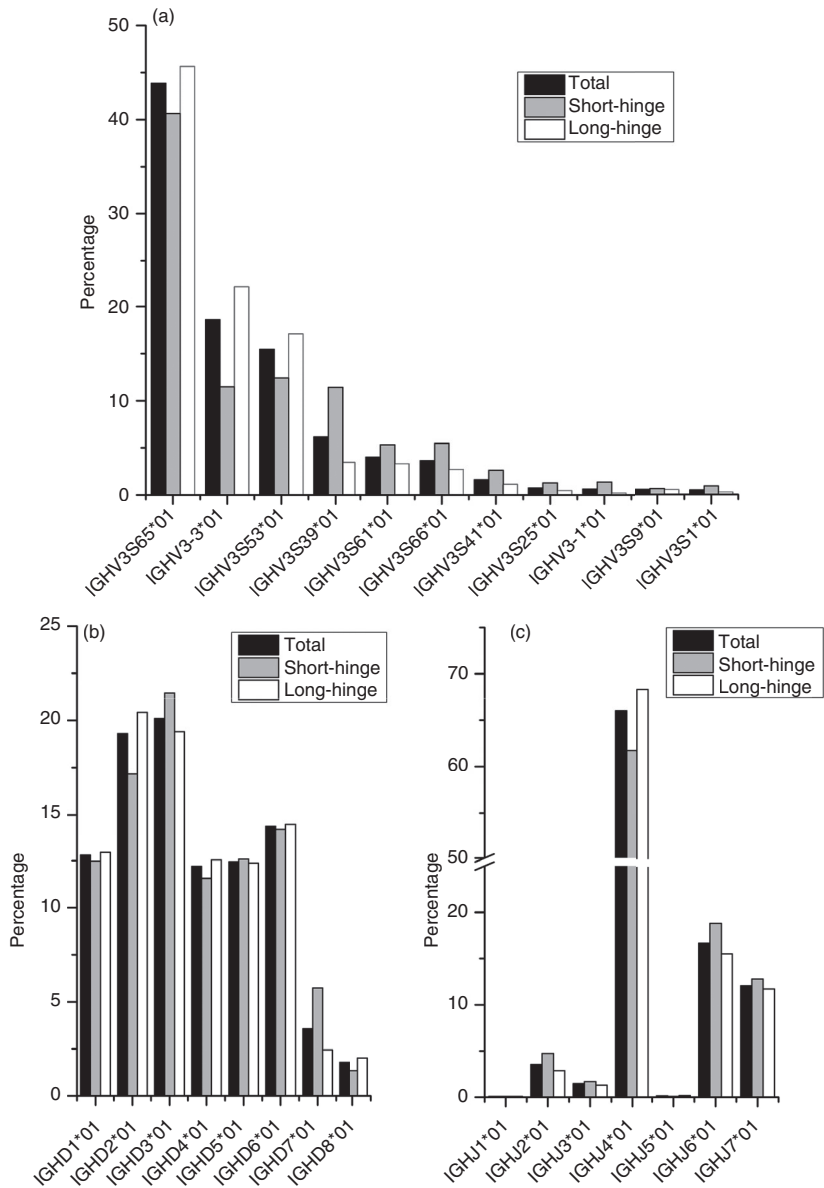 (a)
50
40
30
20
10
0
Percentage
Total
Short-hinge
Long-hinge
IGHV3S65*01
IGHV3-3*01
IGHV3S53*01
IGHV3S39*01
IGHV3S61*01
IGHV3S66*01
IGHV3S41*01
IGHV3S25*01
IGHV3-1*01
IGHV3S9*01
IGHV3S1*01
(b)
25
20
15
10
5
0
Percentage
Total
Short-hinge
Long-hinge
IGHD1*01
IGHD2*01
IGHD3*01
IGHD4*01
IGHD5*01
IGHD6*01
IGHD7*01
IGHD8*01
(c)
70
60
50
20
10
0
Percentage
Total
Short-hinge
Long-hinge
IGHJ1*01
IGHJ2*01
IGHJ3*01
IGHJ4*01
IGHJ5*01
IGHJ6*01
IGHJ7*01